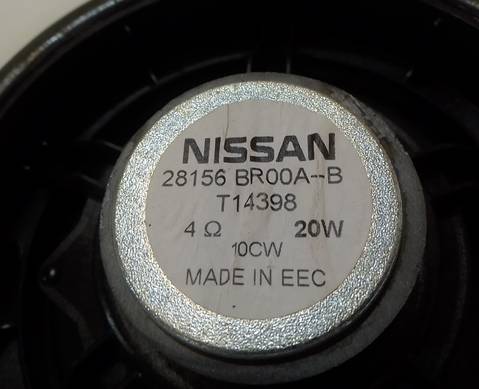 NISSAN
28156 BR00A--B
T14398
4 Ω 20W
10CW
MADE IN EEC